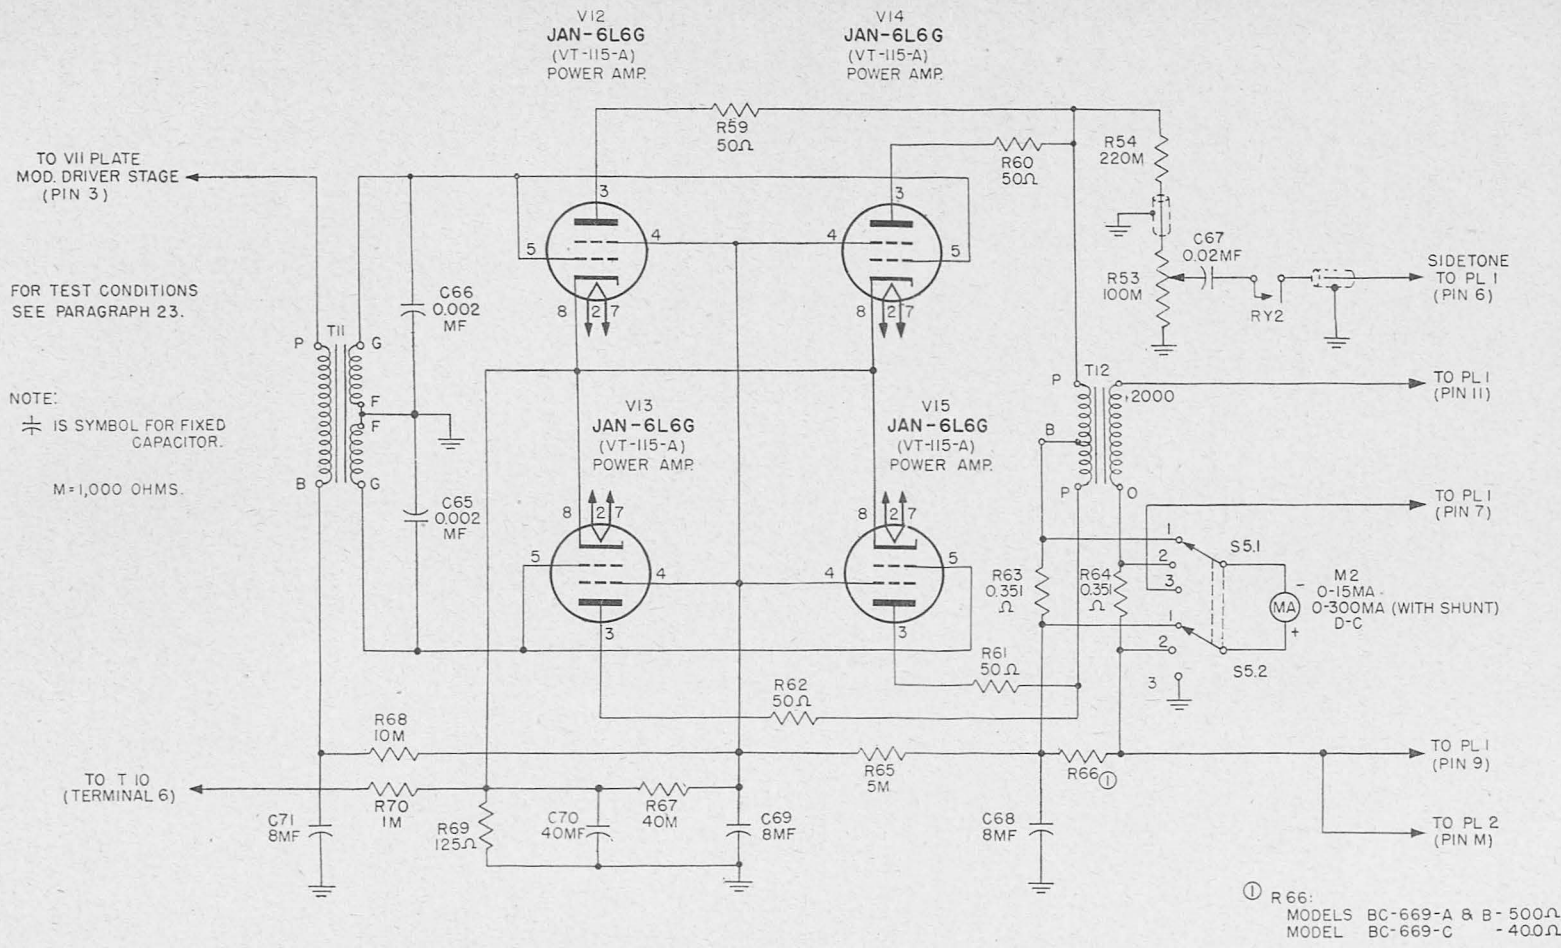 V12
JAN-6L6G
(VT-115-A)
POWER AMP.
V14
JAN-6L6G
(VT-115-A)
POWER AMP.
R59
50Ω
R60
50Ω
R54
220M
TO V11 PLATE
MOD. DRIVER STAGE
(PIN 3)
3
3
5
4
4
5
8
2
7
8
2
7
C67
0.02MF
R53
100M
RY2
SIDETONE
TO PL 1
(PIN 6)
FOR TEST CONDITIONS
SEE PARAGRAPH 23.
C66
0.002
MF
T11
P
G
F
F
B
G
NOTE:
IS SYMBOL FOR FIXED
CAPACITOR.
M=1,000 OHMS.
C65
0.002
MF
V13
JAN-6L6G
(VT-115-A)
POWER AMP.
V15
JAN-6L6G
(VT-115-A)
POWER AMP.
P
T12
2000
B
P
0
TO PL 1
(PIN 11)
TO PL 1
(PIN 7)
8
2
7
8
2
7
5
4
4
5
3
3
R63
0.351
Ω
R64
0.351
Ω
1
2
3
S5.1
1
2
3
S5.2
-
MA
+
M2
0-15MA
0-300MA (WITH SHUNT)
D-C
R61
50Ω
R62
50Ω
R68
10M
R65
5M
R66①
TO PL 1
(PIN 9)
TO T 10
(TERMINAL 6)
R70
1M
C71
8MF
R69
125Ω
C70
40MF
R67
40M
C69
8MF
C68
8MF
TO PL 2
(PIN M)
① R 66:
MODELS BC-669-A & B - 500Ω
MODEL BC-669-C - 400Ω